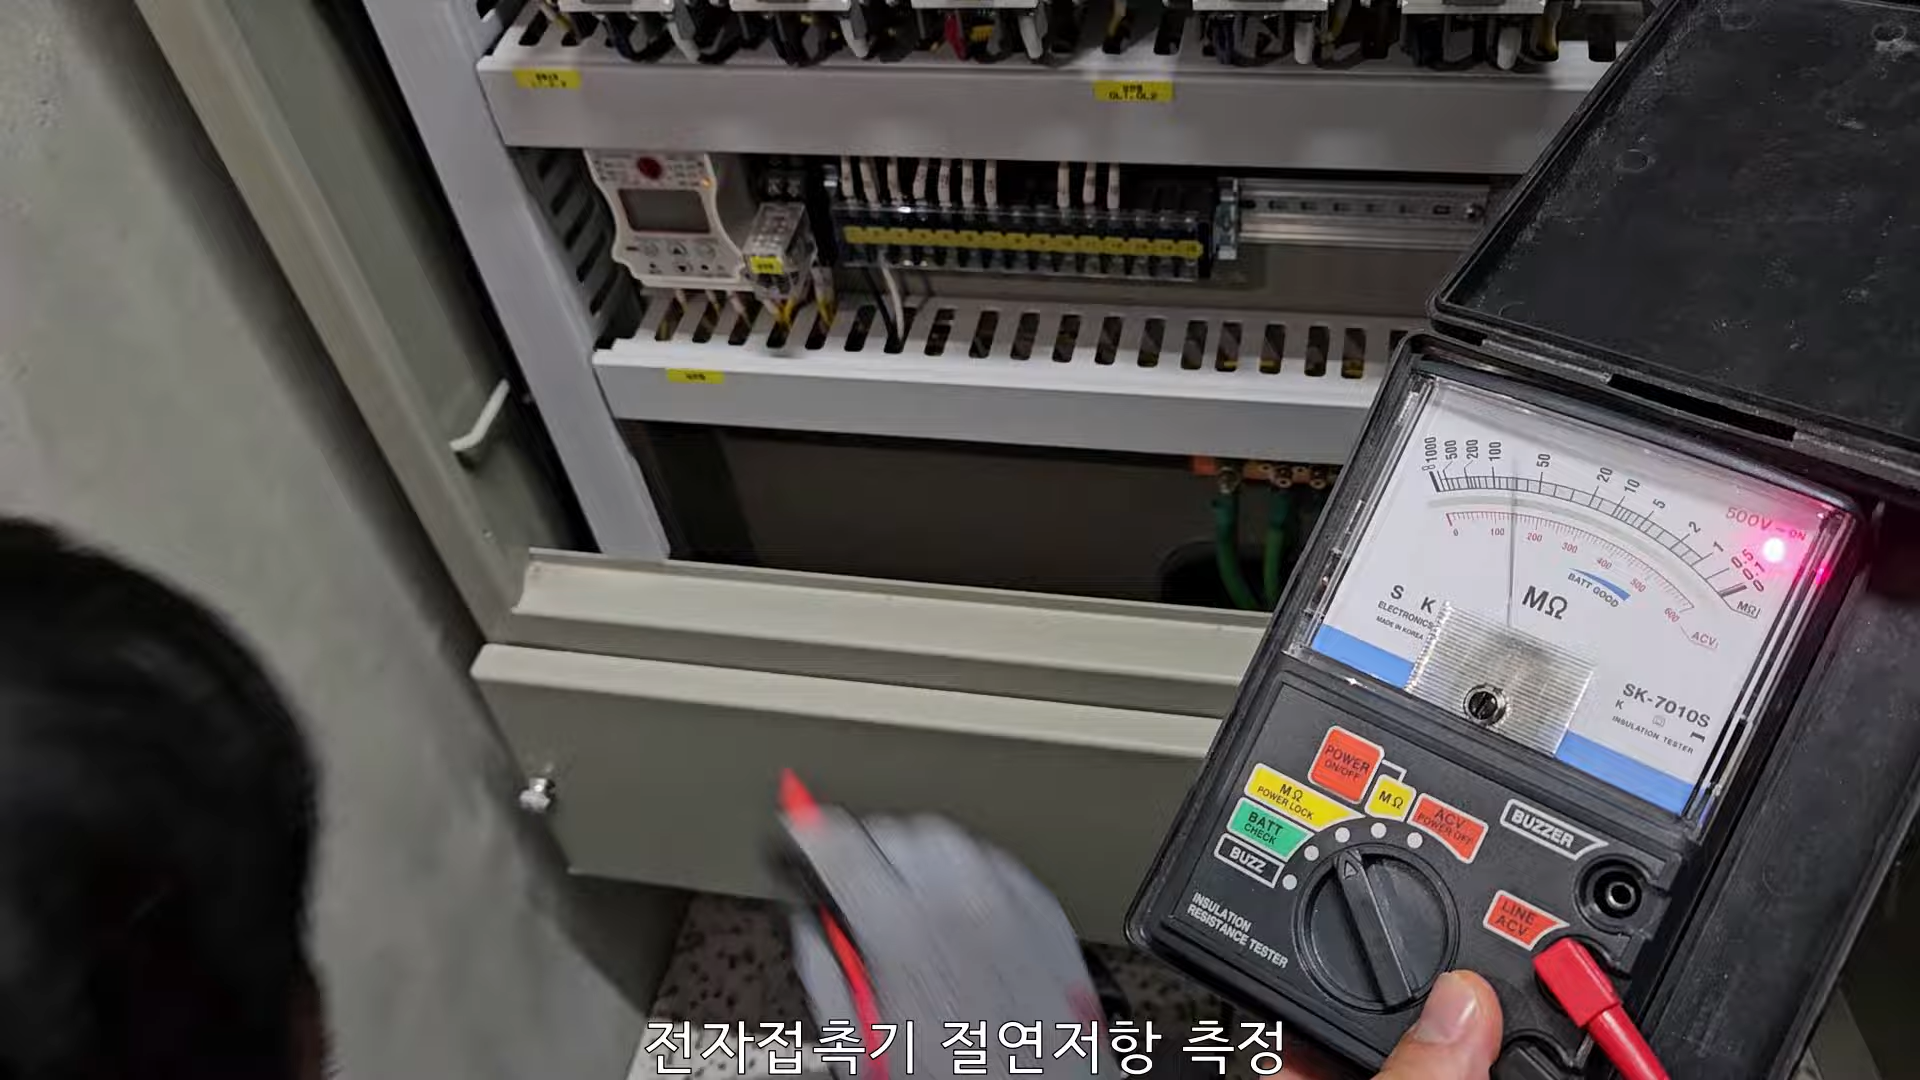 OL1,OL2
1000
500
200
100
50
20
10
5
2
1
0.5
0.1
0
∞
MΩ
500V
ON
0
100
200
300
400
500
600
ACV
BATT GOOD
MΩ
S K
ELECTRONICS
MADE IN KOREA
SK-7010S
INSULATION TESTER
POWER
ON/OFF
MΩ
POWER LOCK
MΩ
ACV
POWER OFF
BATT
CHECK
BUZZ
BUZZER
LINE
ACV
INSULATION
RESISTANCE TESTER
전자접촉기 절연저항 측정